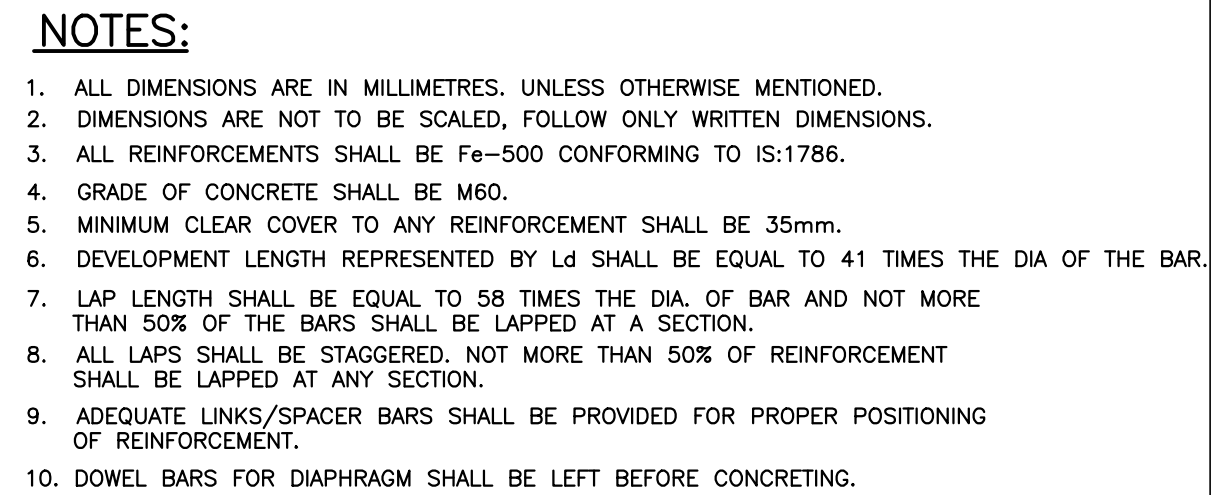 NOTES:
1. ALL DIMENSIONS ARE IN MILLIMETRES. UNLESS OTHERWISE MENTIONED.
2. DIMENSIONS ARE NOT TO BE SCALED, FOLLOW ONLY WRITTEN DIMENSIONS.
3. ALL REINFORCEMENTS SHALL BE Fe-500 CONFORMING TO IS:1786.
4. GRADE OF CONCRETE SHALL BE M60.
5. MINIMUM CLEAR COVER TO ANY REINFORCEMENT SHALL BE 35mm.
6. DEVELOPMENT LENGTH REPRESENTED BY Ld SHALL BE EQUAL TO 41 TIMES THE DIA OF THE BAR.
7. LAP LENGTH SHALL BE EQUAL TO 58 TIMES THE DIA. OF BAR AND NOT MORE
THAN 50% OF THE BARS SHALL BE LAPPED AT A SECTION.
8. ALL LAPS SHALL BE STAGGERED. NOT MORE THAN 50% OF REINFORCEMENT
SHALL BE LAPPED AT ANY SECTION.
9. ADEQUATE LINKS/SPACER BARS SHALL BE PROVIDED FOR PROPER POSITIONING
OF REINFORCEMENT.
10. DOWEL BARS FOR DIAPHRAGM SHALL BE LEFT BEFORE CONCRETING.